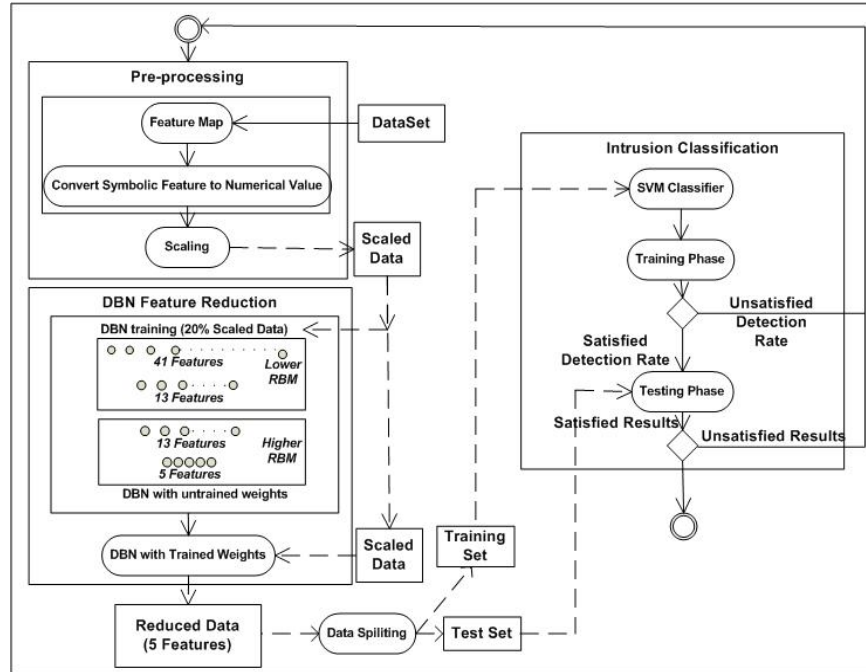 Pre-processing
Feature Map
DataSet
Convert Symbolic Feature to Numerical Value
Scaling
Scaled
Data
DBN Feature Reduction
DBN training (20% Scaled Data)
41 Features
Lower
RBM
13 Features
13 Features
Higher
RBM
5 Features
DBN with untrained weights
DBN with Trained Weights
Scaled
Data
Reduced Data
(5 Features)
Data Spiliting
Training
Set
Test Set
Intrusion Classification
SVM Classifier
Training Phase
Unsatisfied
Detection
Rate
Satisfied
Detection Rate
Testing Phase
Satisfied Results
Unsatisfied Results